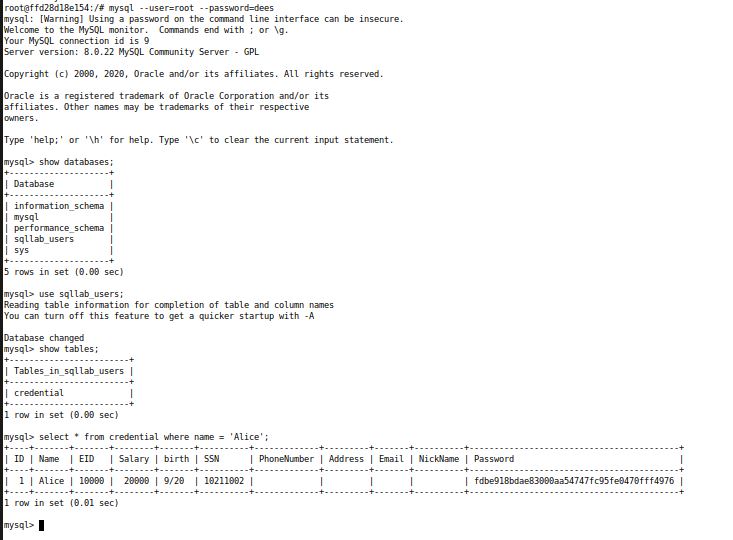 root@ffd28d18e154:/# mysql --user=root --password=dees
mysql: [Warning] Using a password on the command line interface can be insecure.
Welcome to the MySQL monitor.  Commands end with ; or \g.
Your MySQL connection id is 9
Server version: 8.0.22 MySQL Community Server - GPL

Copyright (c) 2000, 2020, Oracle and/or its affiliates. All rights reserved.

Oracle is a registered trademark of Oracle Corporation and/or its
affiliates. Other names may be trademarks of their respective
owners.

Type 'help;' or '\h' for help. Type '\c' to clear the current input statement.

mysql> show databases;
+--------------------+
| Database           |
+--------------------+
| information_schema |
| mysql              |
| performance_schema |
| sqllab_users       |
| sys                |
+--------------------+
5 rows in set (0.00 sec)

mysql> use sqllab_users;
Reading table information for completion of table and column names
You can turn off this feature to get a quicker startup with -A

Database changed
mysql> show tables;
+------------------------+
| Tables_in_sqllab_users |
+------------------------+
| credential             |
+------------------------+
1 row in set (0.00 sec)

mysql> select * from credential where name = 'Alice';
+----+-------+-------+--------+-------+----------+-------------+---------+-------+----------+------------------------------------------+
| ID | Name  | EID   | Salary | birth | SSN      | PhoneNumber | Address | Email | NickName | Password                                 |
+----+-------+-------+--------+-------+----------+-------------+---------+-------+----------+------------------------------------------+
|  1 | Alice | 10000 |  20000 | 9/20  | 10211002 |             |         |       |          | fdbe918bdae83000aa54747fc95fe0470fff4976 |
+----+-------+-------+--------+-------+----------+-------------+---------+-------+----------+------------------------------------------+
1 row in set (0.01 sec)

mysql>